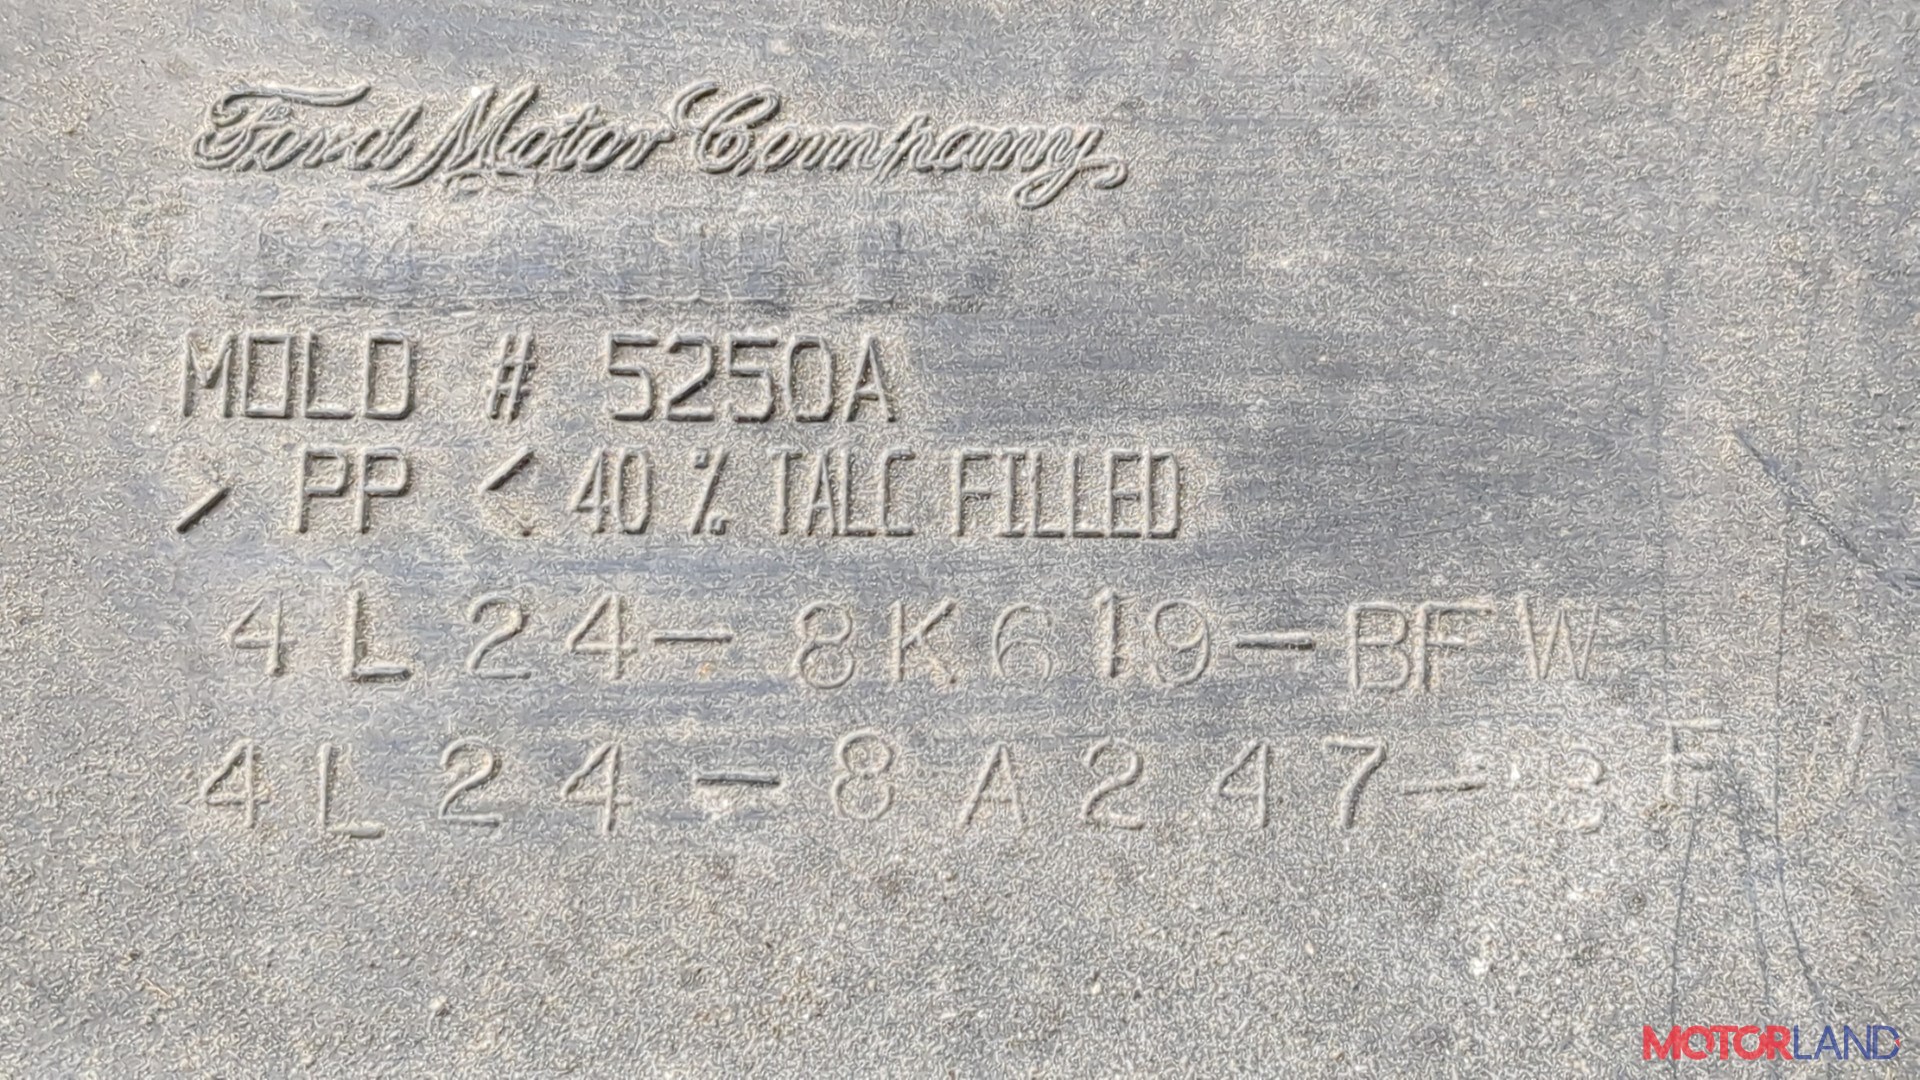 Ford Motor Company
MOLD # 5250A
> PP < 40 % TALC FILLED
4L24-8K619-BFW
4L24-8A247-
MOTORLAND